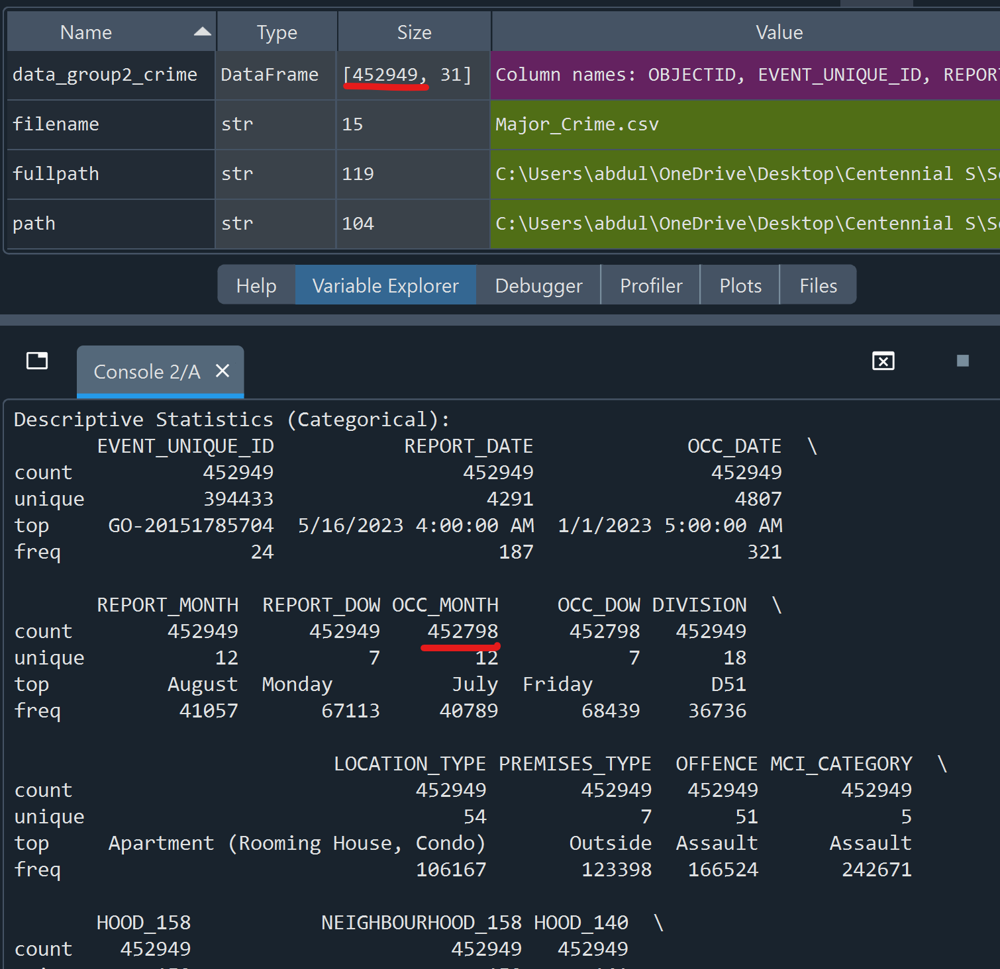 Name Type Size Value
data_group2_crime DataFrame [452949, 31] Column names: OBJECTID, EVENT_UNIQUE_ID, REPOR
filename str 15 Major_Crime.csv
fullpath str 119 C:\Users\abdul\OneDrive\Desktop\Centennial S\S
path str 104 C:\Users\abdul\OneDrive\Desktop\Centennial S\S
Help Variable Explorer Debugger Profiler Plots Files
Console 2/A
Descriptive Statistics (Categorical):
EVENT_UNIQUE_ID REPORT_DATE OCC_DATE \
count 452949 452949 452949
unique 394433 4291 4807
top GO-20151785704 5/16/2023 4:00:00 AM 1/1/2023 5:00:00 AM
freq 24 187 321
REPORT_MONTH REPORT_DOW OCC_MONTH OCC_DOW DIVISION \
count 452949 452949 452798 452798 452949
unique 12 7 12 7 18
top August Monday July Friday D51
freq 41057 67113 40789 68439 36736
LOCATION_TYPE PREMISES_TYPE OFFENCE MCI_CATEGORY \
count 452949 452949 452949 452949
unique 54 7 51 5
top Apartment (Rooming House, Condo) Outside Assault Assault
freq 106167 123398 166524 242671
HOOD_158 NEIGHBOURHOOD_158 HOOD_140 \
count 452949 452949 452949